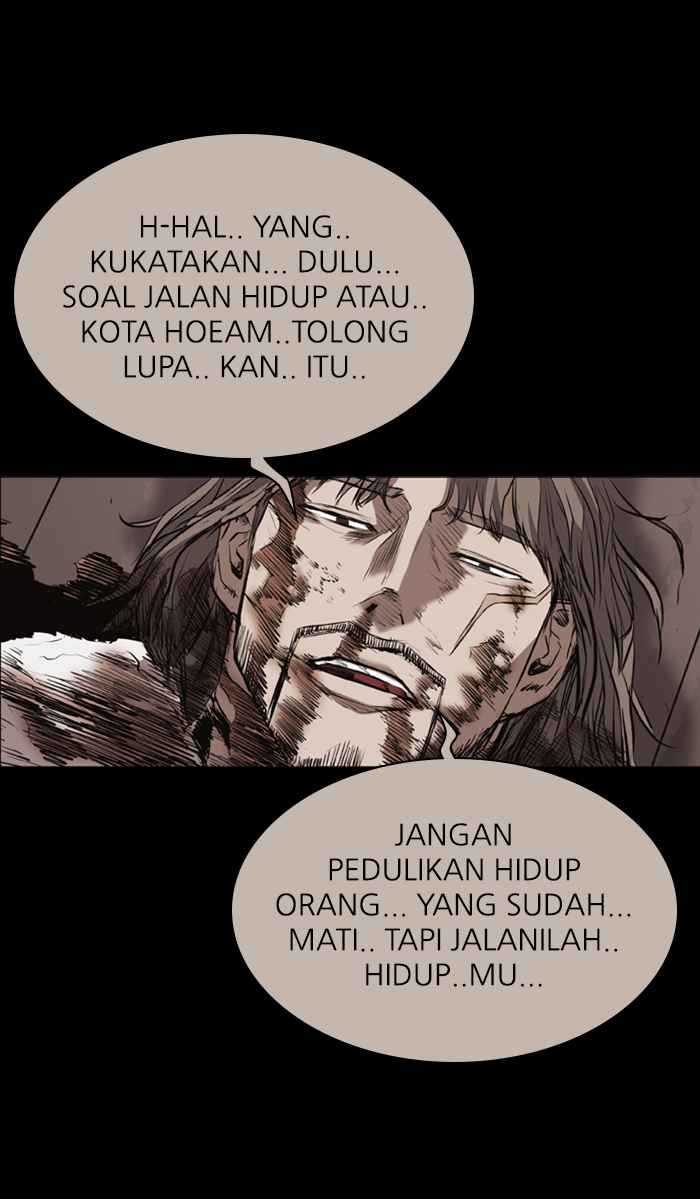 H-HAL.. YANG..
KUKATAKAN... DULU...
SOAL JALAN HIDUP ATAU..
KOTA HOEAM..TOLONG
LUPA.. KAN.. ITU..
JANGAN
PEDULIKAN HIDUP
ORANG... YANG SUDAH...
MATI.. TAPI JALANILAH..
HIDUP..MU...